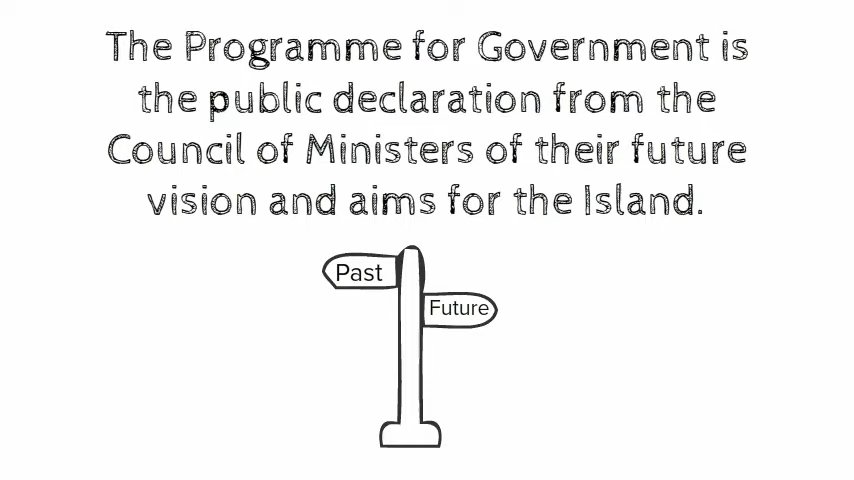 The Programme for Government is
the public declaration from the
Council of Ministers of their future
vision and aims for the Island.
Past
Future